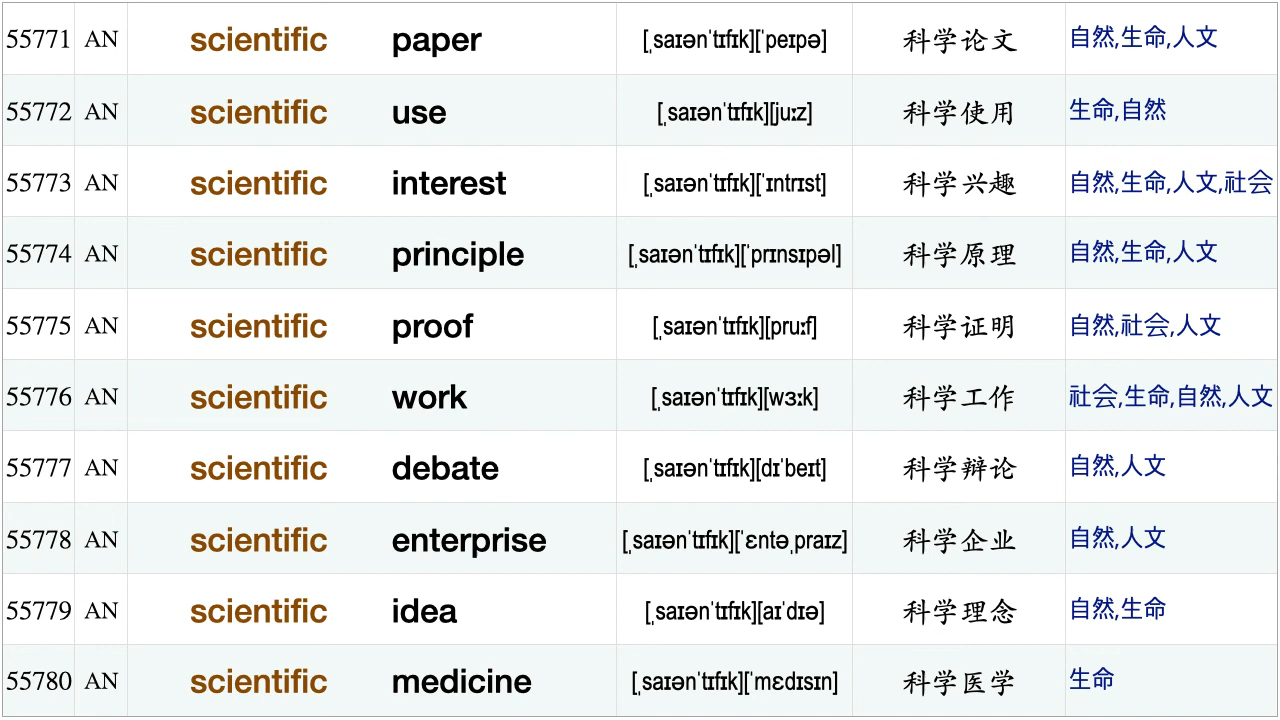 55771 AN scientific paper [ˌsaɪənˈtɪfɪk][ˈpeɪpə] 科学论文 自然,生命,人文
55772 AN scientific use [ˌsaɪənˈtɪfɪk][juːz] 科学使用 生命,自然
55773 AN scientific interest [ˌsaɪənˈtɪfɪk][ˈɪntrɪst] 科学兴趣 自然,生命,人文,社会
55774 AN scientific principle [ˌsaɪənˈtɪfɪk][ˈprɪnsɪpəl] 科学原理 自然,生命,人文
55775 AN scientific proof [ˌsaɪənˈtɪfɪk][pruːf] 科学证明 自然,社会,人文
55776 AN scientific work [ˌsaɪənˈtɪfɪk][wɜːk] 科学工作 社会,生命,自然,人文
55777 AN scientific debate [ˌsaɪənˈtɪfɪk][dɪˈbeɪt] 科学辩论 自然,人文
55778 AN scientific enterprise [ˌsaɪənˈtɪfɪk][ˈɛntəˌpraɪz] 科学企业 自然,人文
55779 AN scientific idea [ˌsaɪənˈtɪfɪk][aɪˈdɪə] 科学理念 自然,生命
55780 AN scientific medicine [ˌsaɪənˈtɪfɪk][ˈmɛdɪsɪn] 科学医学 生命